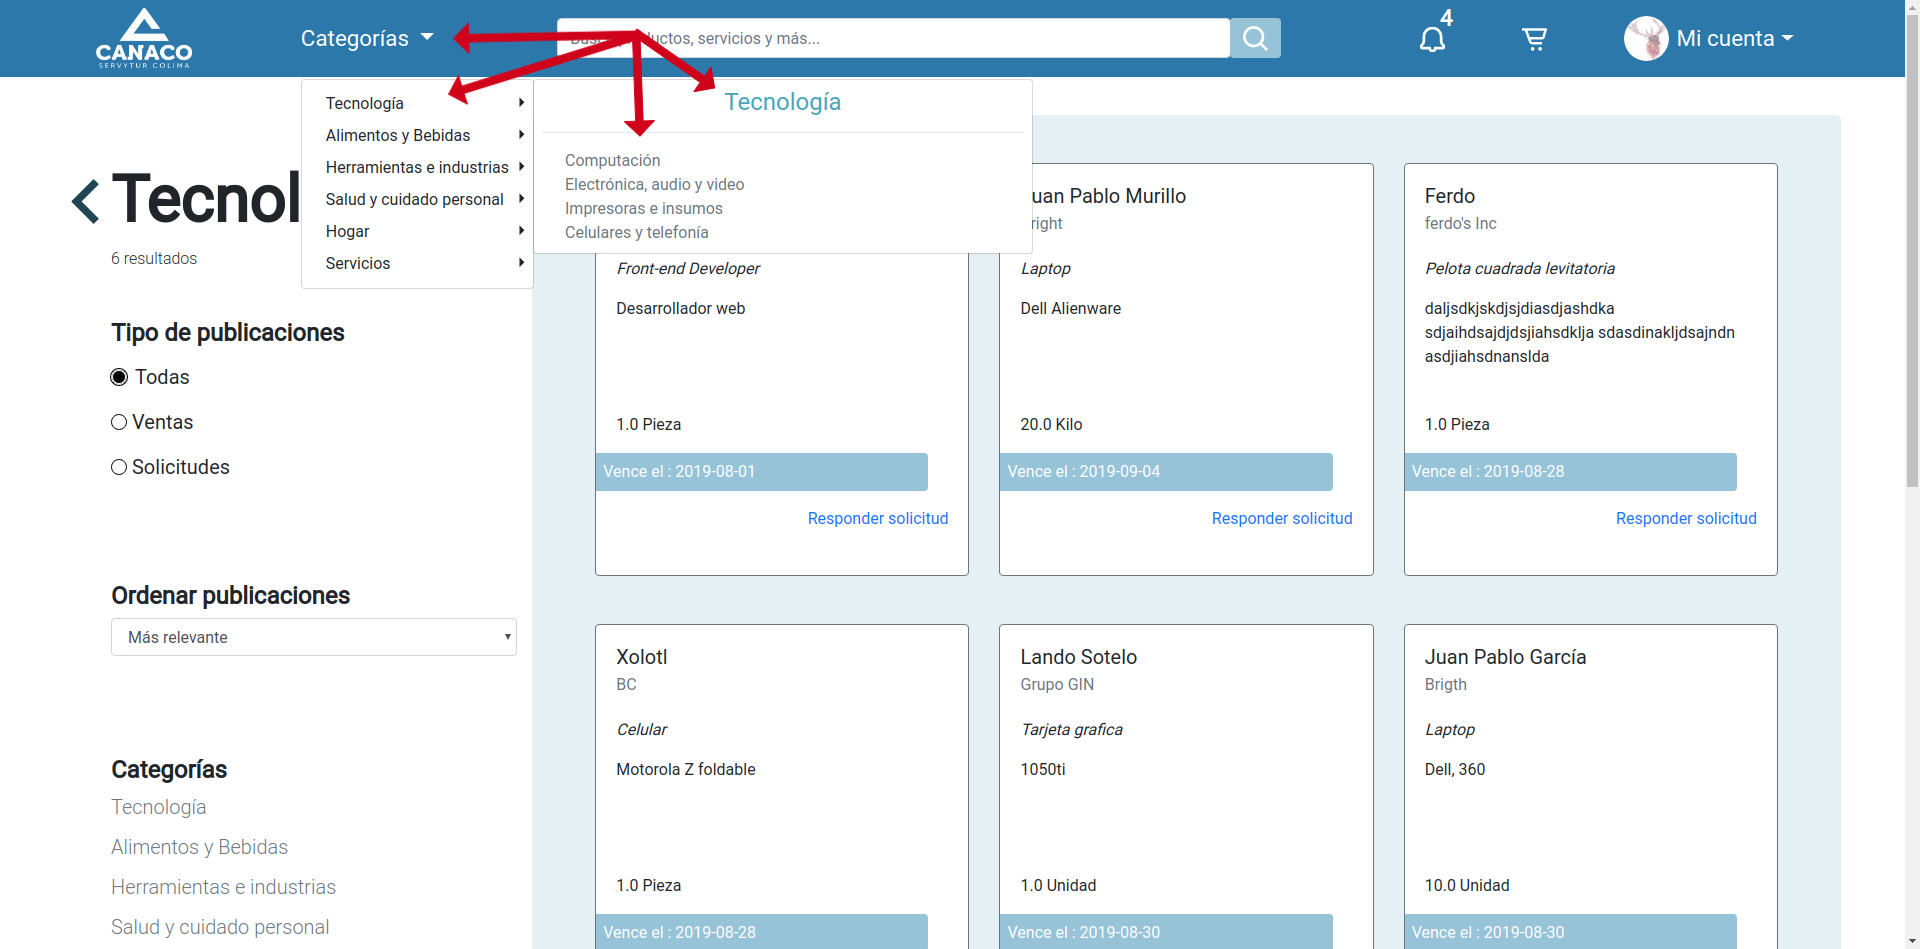 CANACO
SERVYTUR COLIMA
Categorías
productos, servicios y más...
4
Mi cuenta
Tecnología
Alimentos y Bebidas
Herramientas e industrias
Salud y cuidado personal
Hogar
Servicios
Tecnología
Computación
Electrónica, audio y video
Impresoras e insumos
Celulares y telefonía
Tecnol
6 resultados
Tipo de publicaciones
Todas
Ventas
Solicitudes
Ordenar publicaciones
Más relevante
Categorías
Tecnología
Alimentos y Bebidas
Herramientas e industrias
Salud y cuidado personal
Front-end Developer
Desarrollador web
1.0 Pieza
Vence el : 2019-08-01
Responder solicitud
Juan Pablo Murillo
right
Laptop
Dell Alienware
20.0 Kilo
Vence el : 2019-09-04
Responder solicitud
Ferdo
ferdo's Inc
Pelota cuadrada levitatoria
daljsdkjskdjsjdiasdjashdka
sdjaihdsajdjdsjiahsdklja sdasdinakljdsajndn
asdjiahsdnanslda
1.0 Pieza
Vence el : 2019-08-28
Responder solicitud
Xolotl
BC
Celular
Motorola Z foldable
1.0 Pieza
Vence el : 2019-08-28
Lando Sotelo
Grupo GIN
Tarjeta grafica
1050ti
1.0 Unidad
Vence el : 2019-08-30
Juan Pablo García
Brigth
Laptop
Dell, 360
10.0 Unidad
Vence el : 2019-08-30